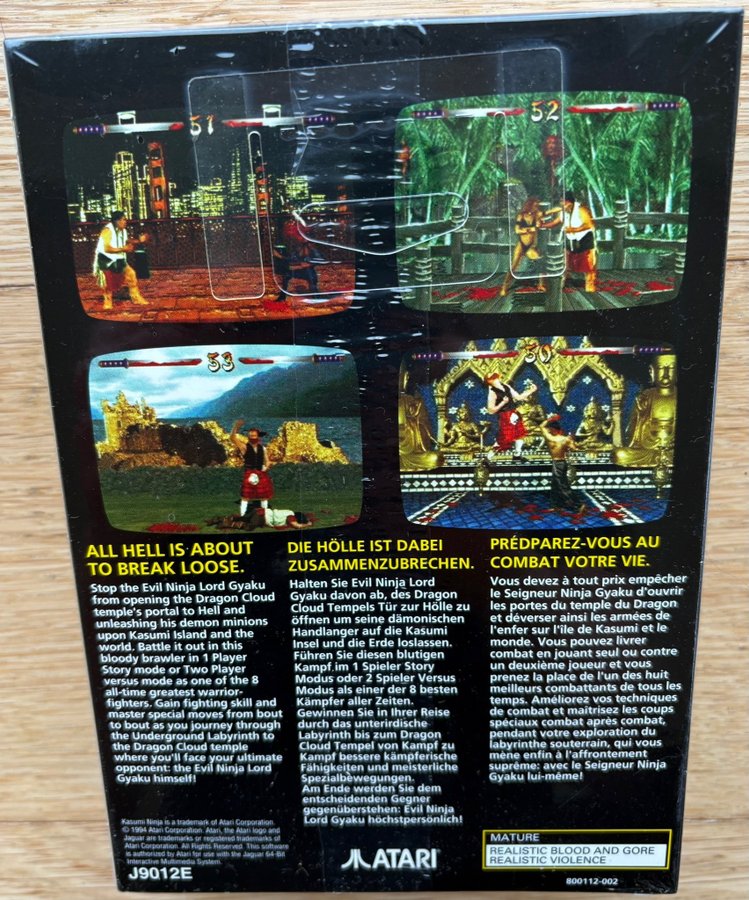 51
52
53
50
ALL HELL IS ABOUT
TO BREAK LOOSE.
Stop the Evil Ninja Lord Gyaku
from opening the Dragon Cloud
temple's portal to Hell and
unleashing his demon minions
upon Kasumi Island and the
world. Battle it out in this
bloody brawler in 1 Player
Story mode or Two Player
versus mode as one of the 8
all-time greatest warrior-
fighters. Gain fighting skill and
master special moves from bout
to bout as you journey through
the Underground Labyrinth to
the Dragon Cloud temple
where you'll face your ultimate
opponent: the Evil Ninja Lord
Gyaku himself!
DIE HÖLLE IST DABEI
ZUSAMMENZUBRECHEN.
Halten Sie Evil Ninja Lord
Gyaku davon ab, des Dragon
Cloud Tempels Tür zur Hölle zu
öffnen um seine dämonischen
Handlanger auf die Kasumi
Insel und die Erde loslassen.
Führen Sie diesen blutigen
Kampf.im 1 Spieler Story
Modus oder 2 Spieler Versus
Modus als einer der 8 besten
Kämpfer aller Zeiten.
Gewinnen Sie in Ihrer Reise
durch das unterirdische
Labyrinth bis zum Dragon
Cloud Tempel von Kampf zu
Kampf bessere kämpferische
Fähigkeiten und meisterliche
Spezialbewegungen.
Am Ende werden Sie dem
entscheidenden Gegner
gegenüberstehen: Evil Ninja
Lord Gyaku höchstpersönlich!
PRÉDPAREZ-VOUS AU
COMBAT VOTRE VIE.
Vous devez à tout prix empêcher
le Seigneur Ninja Gyaku d'ouvrir
les portes du temple du Dragon
et déverser ainsi les armées de
l'enfer sur l'île de Kasumi et le
monde. Vous pouvez livrer
combat en jouant seul ou contre
un deuxième joueur et vous
prenez la place de l'un des huit
meilleurs combattants de tous les
temps. Améliorez vos techniques
de combat et maîtrisez les coups
spéciaux combat après combat,
pendant votre exploration du
labyrinthe souterrain, qui vous
mène enfin à l'affrontement
suprême: avec le Seigneur Ninja
Gyaku lui-même!
Kasumi Ninja is a trademark of Atari Corporation.
© 1994 Atari Corporation. Atari, the Atari logo and
Jaguar are trademarks or registered trademarks of
Atari Corporation. All Rights Reserved. This software
is authorized by Atari for use with the Jaguar 64-Bit
Interactive Multimedia System.
J9012E
ATARI
MATURE
REALISTIC BLOOD AND GORE
REALISTIC VIOLENCE
800112-002